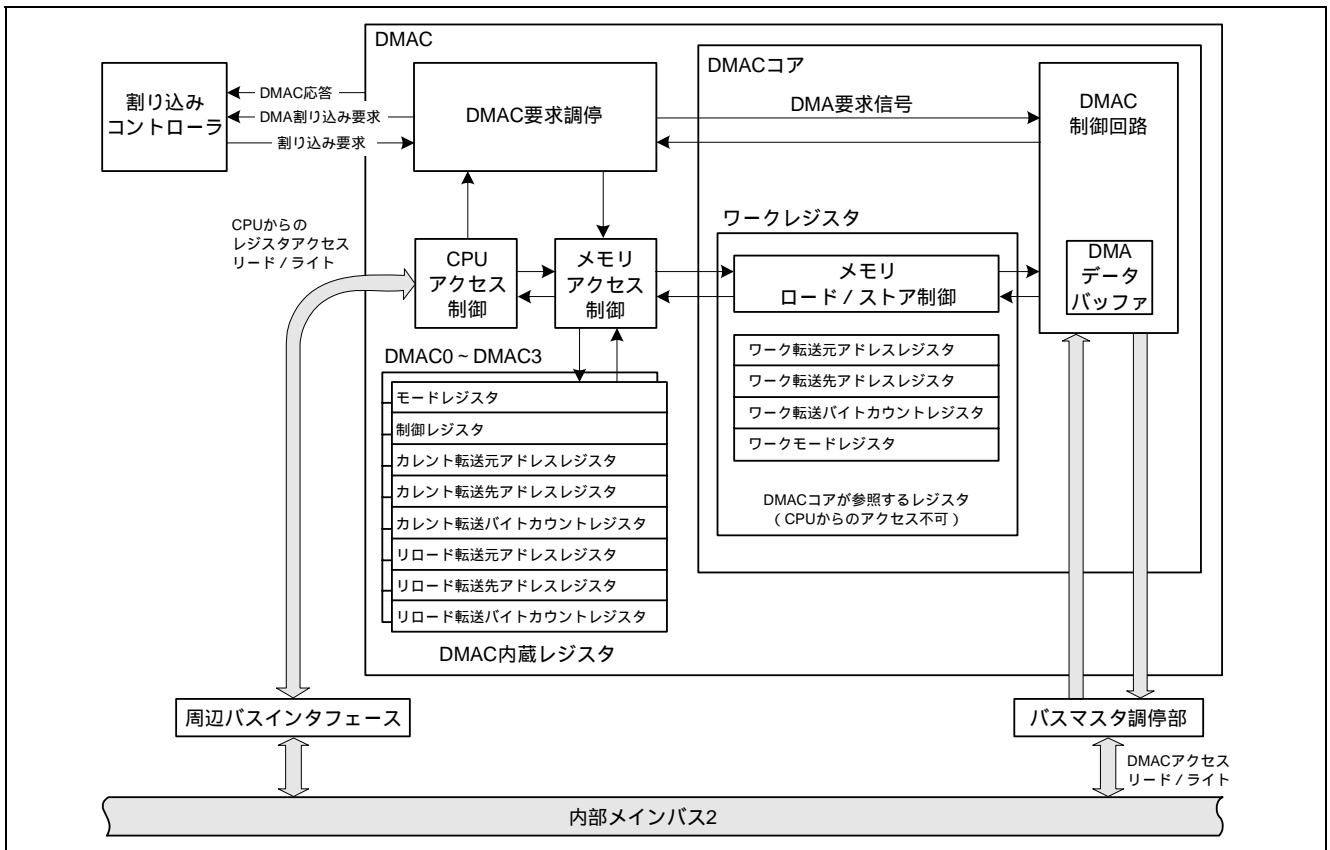 DMAC
DMACコア
割り込み
コントローラ
DMAC応答
DMA割り込み要求
割り込み要求
DMAC要求調停
DMA要求信号
DMAC
制御回路
CPUからの
レジスタアクセス
リード / ライト
CPU
アクセス
制御
メモリ
アクセス
制御
ワークレジスタ
メモリ
ロード / ストア制御
DMA
データ
バッファ
ワーク転送元アドレスレジスタ
ワーク転送先アドレスレジスタ
ワーク転送バイトカウントレジスタ
ワークモードレジスタ
DMACコアが参照するレジスタ
(CPUからのアクセス不可)
DMAC0 ~ DMAC3
モードレジスタ
制御レジスタ
カレント転送元アドレスレジスタ
カレント転送先アドレスレジスタ
カレント転送バイトカウントレジスタ
リロード転送元アドレスレジスタ
リロード転送先アドレスレジスタ
リロード転送バイトカウントレジスタ
DMAC内蔵レジスタ
周辺バスインタフェース
バスマスタ調停部
DMACアクセス
リード / ライト
内部メインバス2